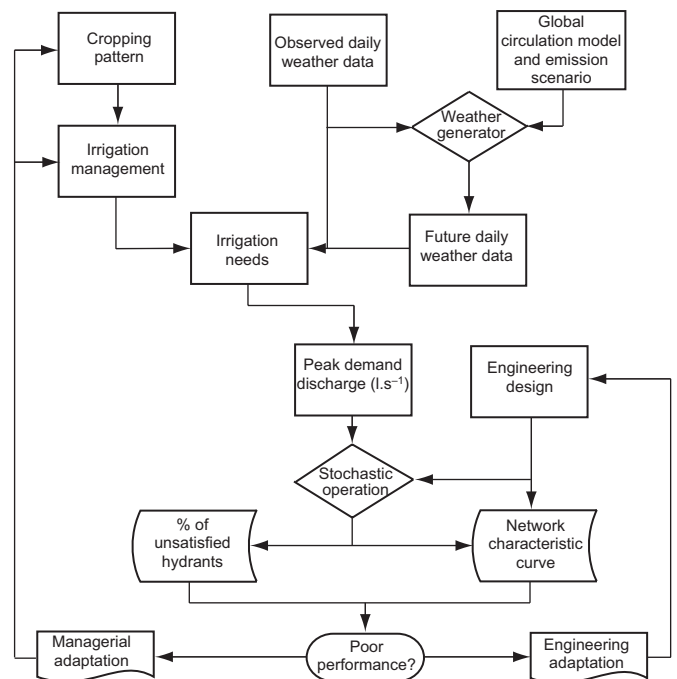 Cropping
pattern
Observed daily
weather data
Global
circulation model
and emission
scenario
Weather
generator
Irrigation
management
Irrigation
needs
Future daily
weather data
Peak demand
discharge (l.s⁻¹)
Engineering
design
Stochastic
operation
% of
unsatisfied
hydrants
Network
characteristic
curve
Managerial
adaptation
Poor
performance?
Engineering
adaptation